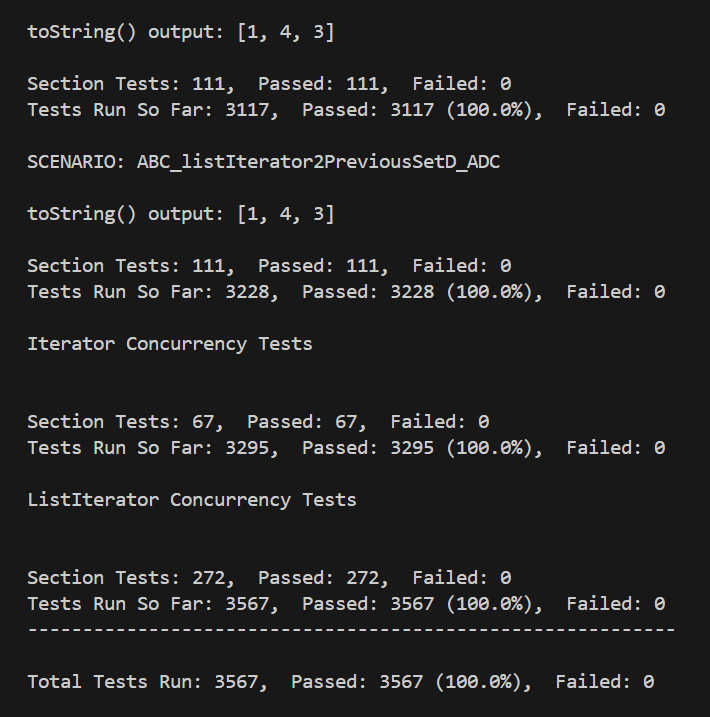 toString() output: [1, 4, 3]
Section Tests: 111,  Passed: 111,  Failed: 0
Tests Run So Far: 3117,  Passed: 3117 (100.0%),  Failed: 0
SCENARIO: ABC_listIterator2PreviousSetD_ADC
toString() output: [1, 4, 3]
Section Tests: 111,  Passed: 111,  Failed: 0
Tests Run So Far: 3228,  Passed: 3228 (100.0%),  Failed: 0
Iterator Concurrency Tests
Section Tests: 67,  Passed: 67,  Failed: 0
Tests Run So Far: 3295,  Passed: 3295 (100.0%),  Failed: 0
ListIterator Concurrency Tests
Section Tests: 272,  Passed: 272,  Failed: 0
Tests Run So Far: 3567,  Passed: 3567 (100.0%),  Failed: 0
-----------------------------------------------------------
Total Tests Run: 3567,  Passed: 3567 (100.0%),  Failed: 0